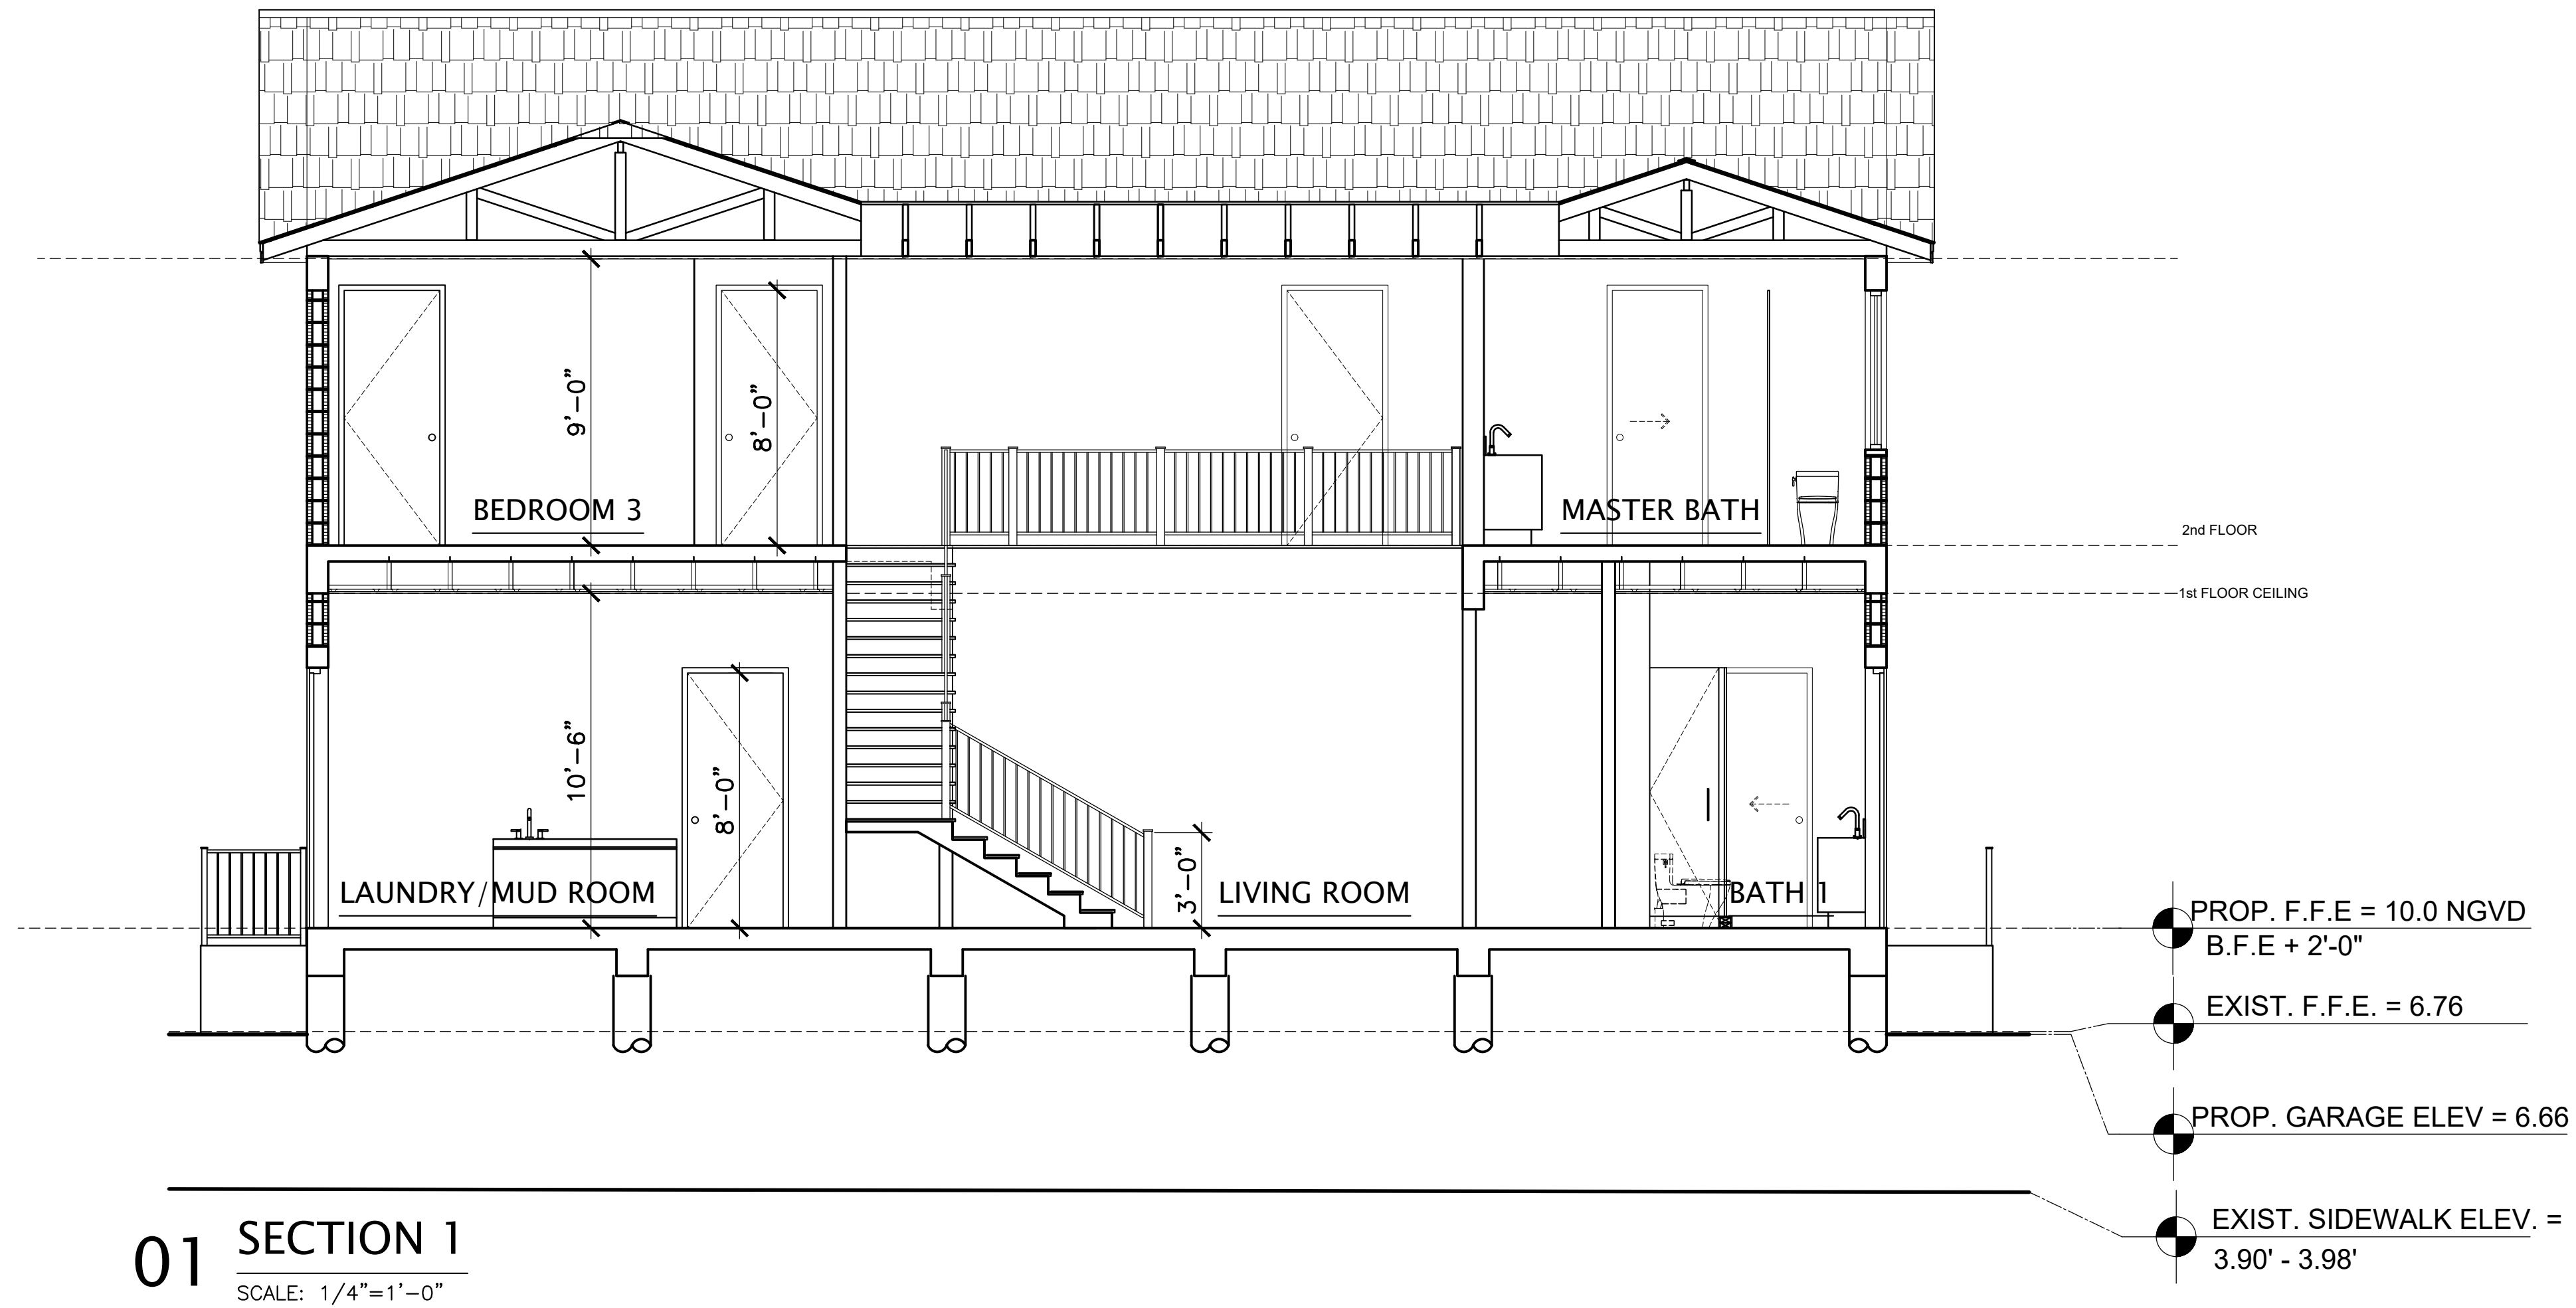 9'-0"
8'-0"
BEDROOM 3
MASTER BATH
2nd FLOOR
1st FLOOR CEILING
10'-6"
8'-0"
3'-0"
LAUNDRY/MUD ROOM
LIVING ROOM
BATH 1
PROP. F.F.E = 10.0 NGVD
B.F.E + 2'-0"
EXIST. F.F.E. = 6.76
PROP. GARAGE ELEV = 6.66
EXIST. SIDEWALK ELEV. =
3.90' - 3.98'
01 SECTION 1
SCALE: 1/4"=1'-0"